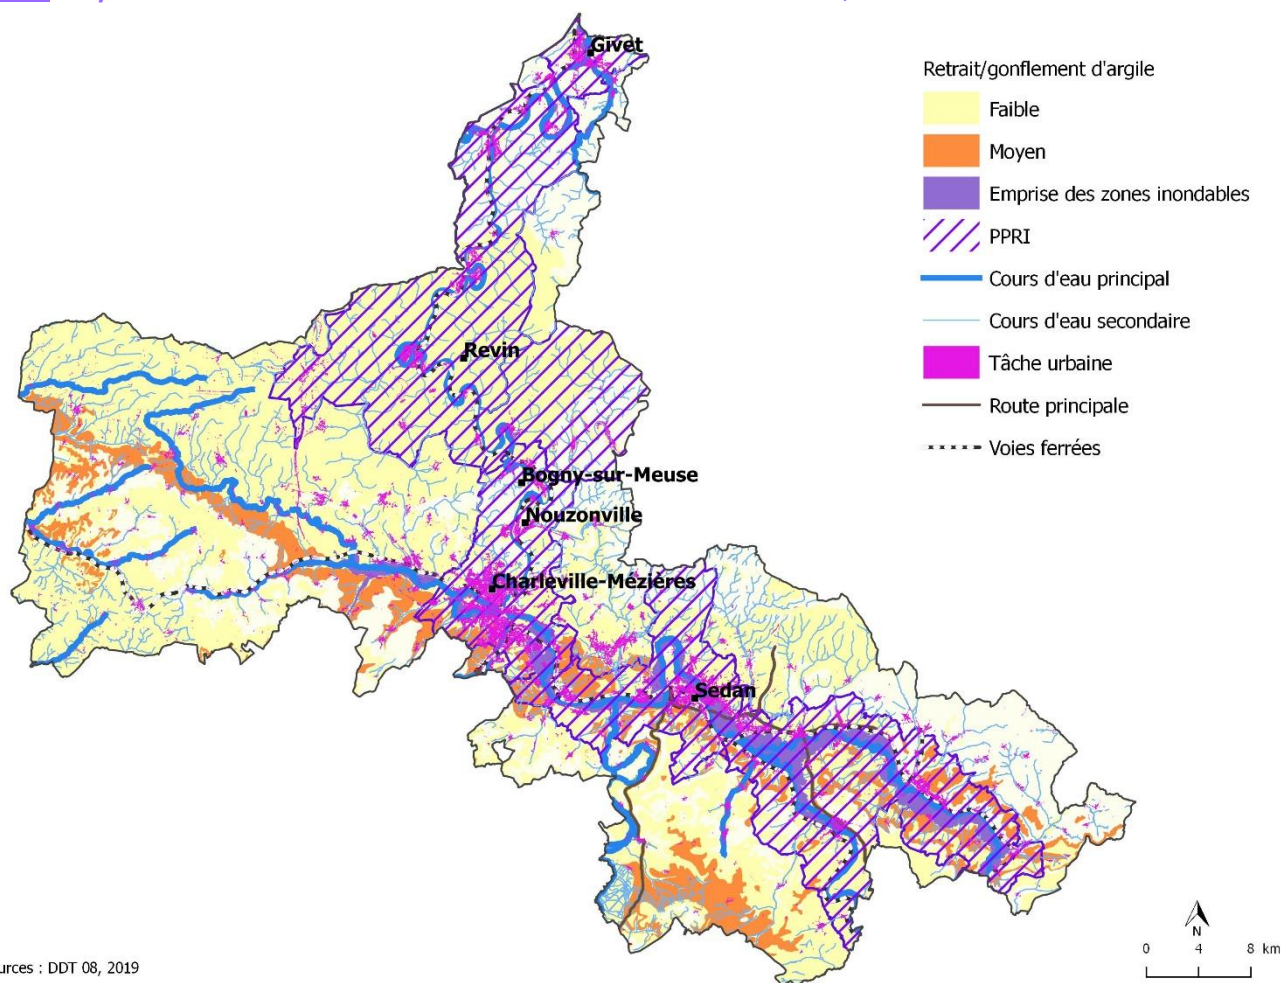 Givet
Retrait/gonflement d'argile
Faible
Moyen
Emprise des zones inondables
PPRI
Cours d'eau principal
Cours d'eau secondaire
Tâche urbaine
Route principale
Voies ferrées
Revin
Bogny-sur-Meuse
Nouzonville
Charleville-Mézières
Sedan
N
0 4 8 km
urces : DDT 08, 2019